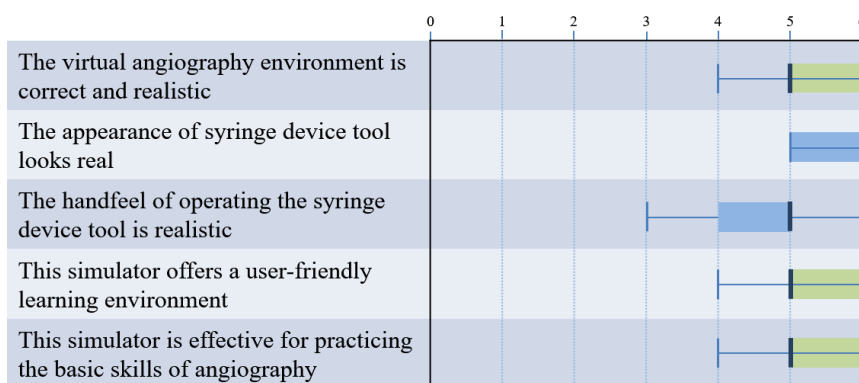 0 1 2 3 4 5
The virtual angiography environment is
correct and realistic
The appearance of syringe device tool
looks real
The handfeel of operating the syringe
device tool is realistic
This simulator offers a user-friendly
learning environment
This simulator is effective for practicing
the basic skills of angiography